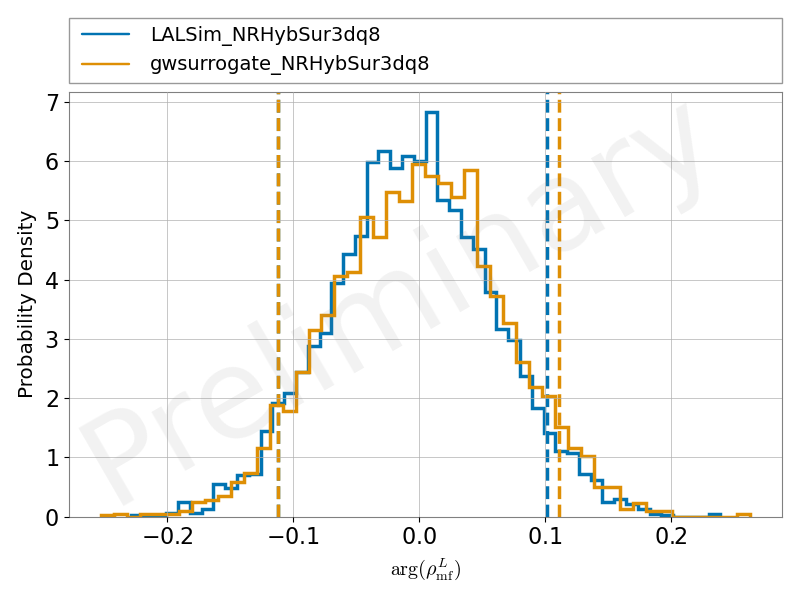 LALSim_NRHybSur3dq8
gwsurrogate_NRHybSur3dq8
7
6
5
4
3
2
1
0
Probability Density
Preliminary
−0.2 −0.1 0.0 0.1 0.2
arg(ρ_mf^L)